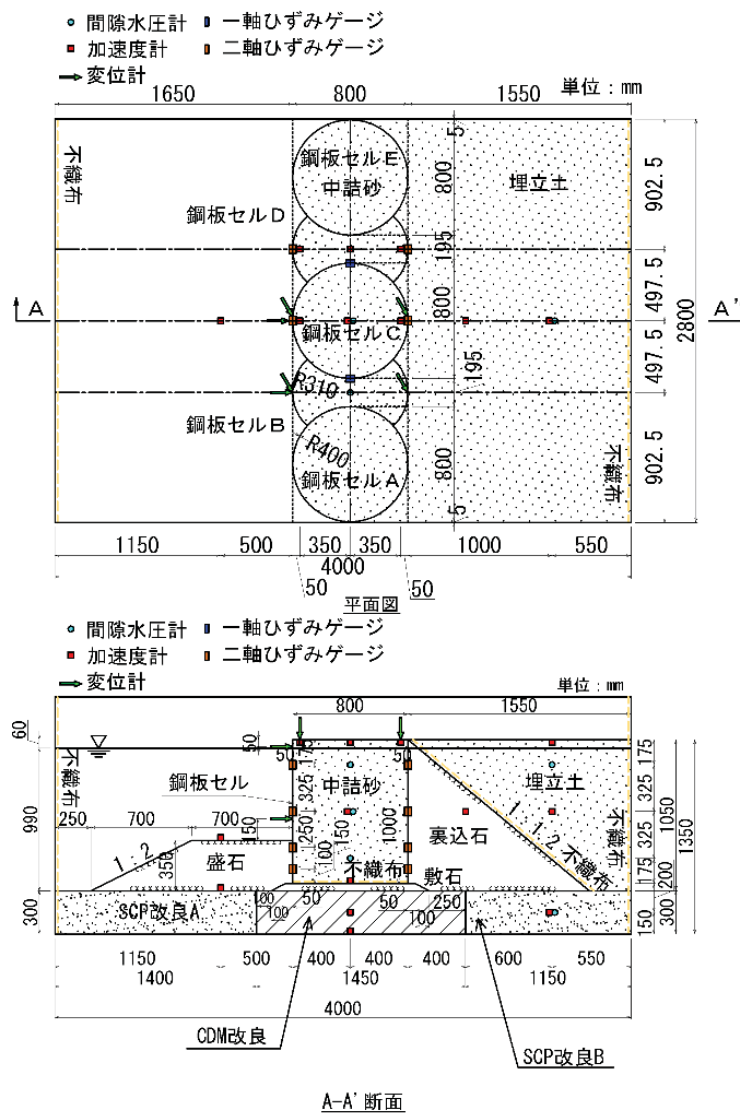 間隙水圧計 一軸ひずみゲージ
加速度計 二軸ひずみゲージ
変位計
単位：mm
1650 800 1550
不織布
鋼板セルE
中詰砂
埋立土
鋼板セルD
5
800
195
902.5
497.5
A A'
鋼板セルC
800
2800
497.5
R310
195
鋼板セルB
R400
鋼板セルA
800
902.5
不織布
5
1150 500 350 350 1000 550
50 50
4000
平面図
間隙水圧計 一軸ひずみゲージ
加速度計 二軸ひずみゲージ
変位計
単位：mm
800 1550
60
50
50 175 50
175
不織布
鋼板セル
中詰砂
埋立土
325
325
990
250 700 700
150
250
150
1000
裏込石
1:1.2
不織布
不織布
325
1050
1350
1:2
350
盛石
100
不織布
敷石
175
200
300
SCP改良A
100
100
50
50
250
100
150
300
1150 500 400 400 400 600 550
1400 1450 1150
4000
CDM改良
SCP改良B
A-A'断面